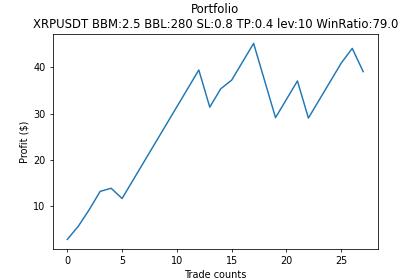 Portfolio
XRPUSDT BBM:2.5 BBL:280 SL:0.8 TP:0.4 lev:10 WinRatio:79.0
40
30
20
10
Profit ($)
0 5 10 15 20 25
Trade counts